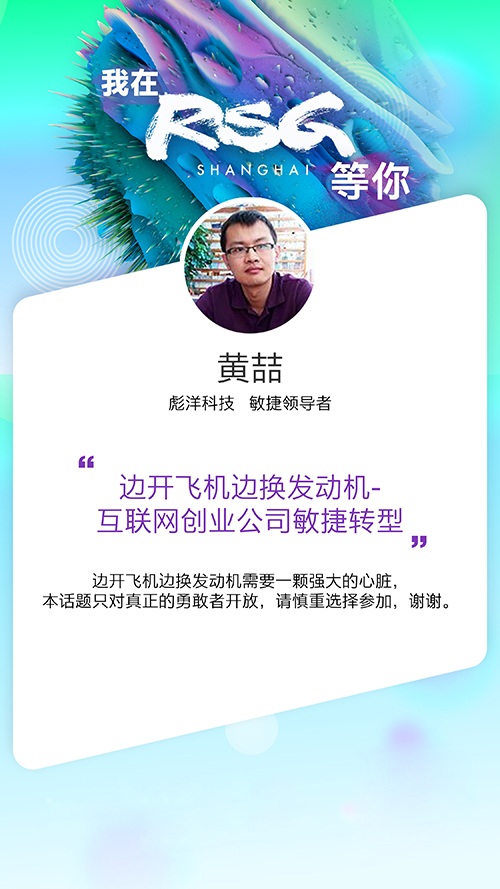 我在
RSG
SHANGHAI
等你
黄喆
彪洋科技 敏捷领导者
“
边开飞机边换发动机-
互联网创业公司敏捷转型
”
边开飞机边换发动机需要一颗强大的心脏，
本话题只对真正的勇敢者开放，请慎重选择参加，谢谢。